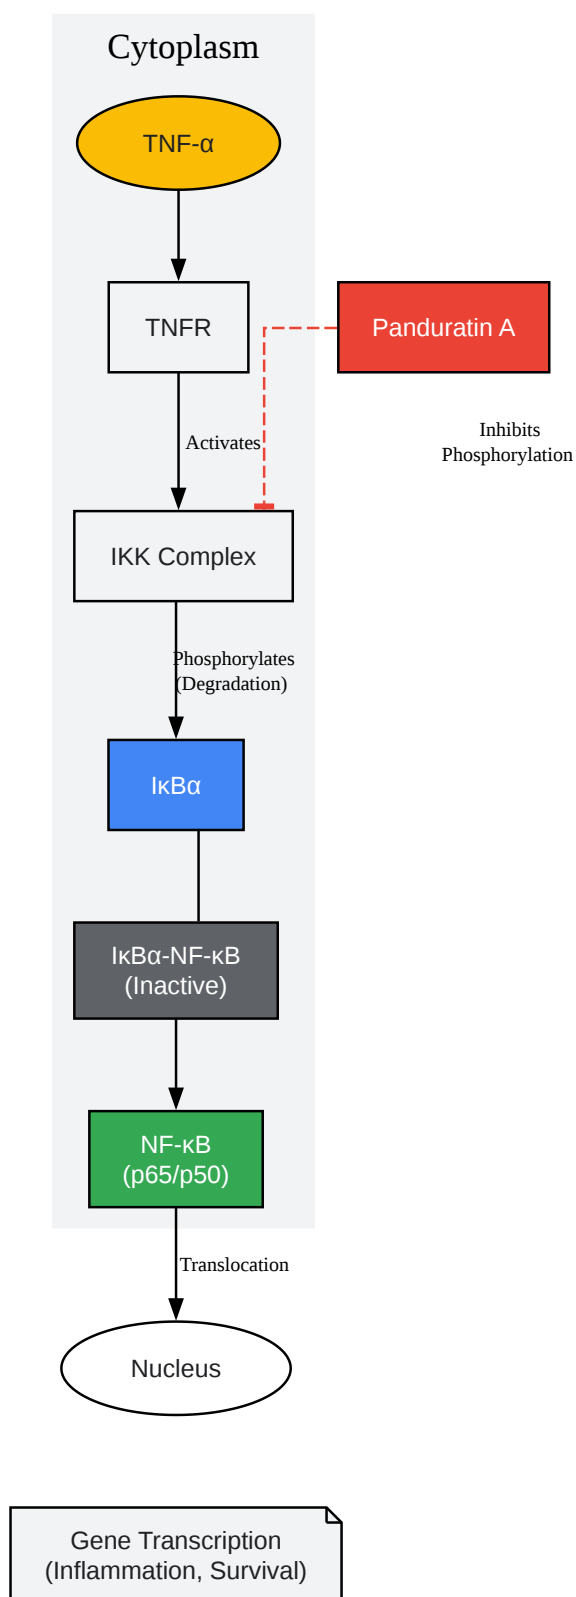 Cytoplasm
TNF-α
TNFR
Panduratin A
Activates
Inhibits
Phosphorylation
IKK Complex
Phosphorylates
(Degradation)
IκBα
IκBα-NF-κB
(Inactive)
NF-κB
(p65/p50)
Translocation
Nucleus
Gene Transcription
(Inflammation, Survival)